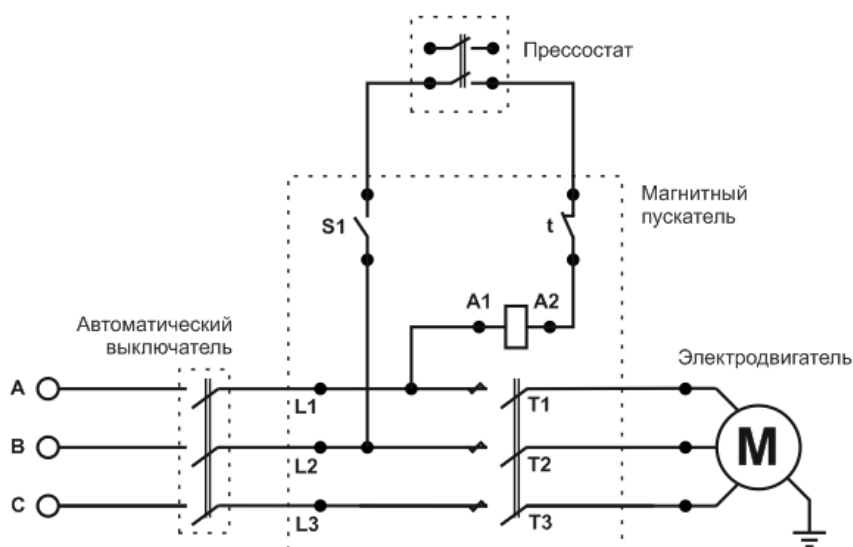 Прессостат
Магнитный
пускатель
S1
t
A1
A2
Автоматический
выключатель
Электродвигатель
A
L1
T1
B
L2
T2
M
C
L3
T3